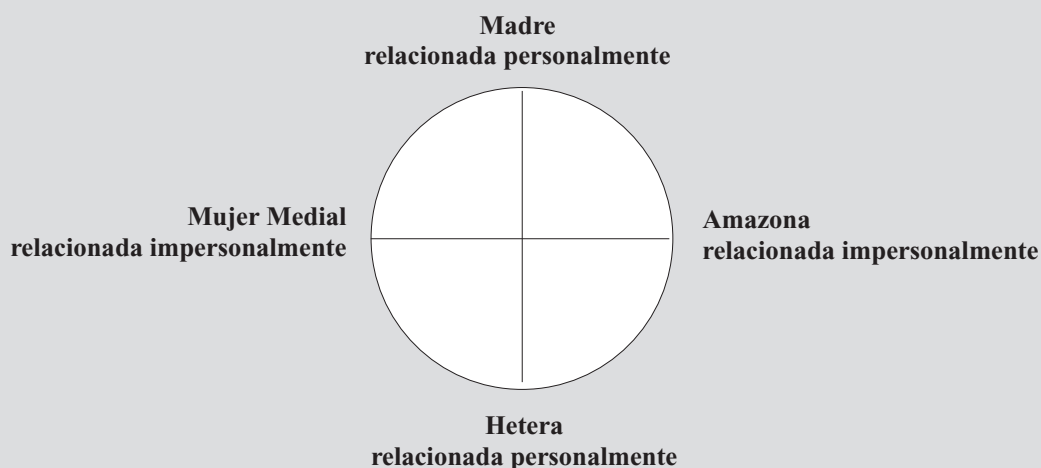 Madre
relacionada personalmente
Mujer Medial
relacionada impersonalmente
Amazona
relacionada impersonalmente
Hetera
relacionada personalmente